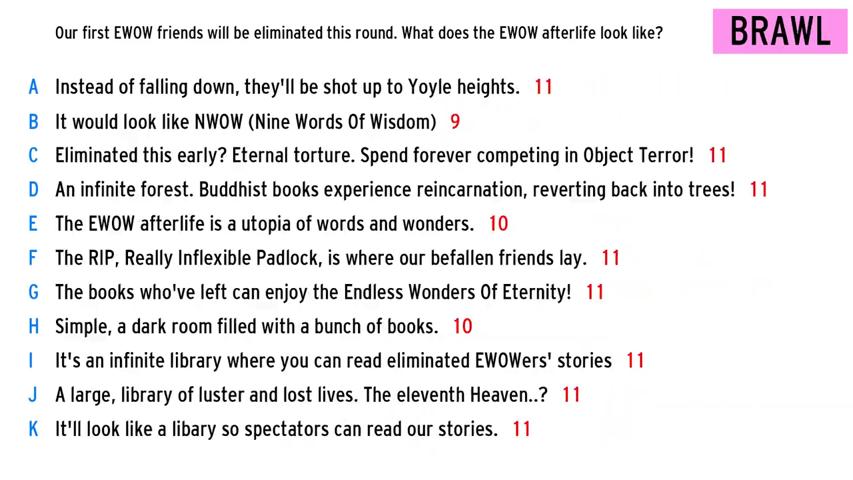 Our first EWOW friends will be eliminated this round. What does the EWOW afterlife look like?
BRAWL
A Instead of falling down, they'll be shot up to Yoyle heights. 11
B It would look like NWOW (Nine Words Of Wisdom) 9
C Eliminated this early? Eternal torture. Spend forever competing in Object Terror! 11
D An infinite forest. Buddhist books experience reincarnation, reverting back into trees! 11
E The EWOW afterlife is a utopia of words and wonders. 10
F The RIP, Really Inflexible Padlock, is where our befallen friends lay. 11
G The books who've left can enjoy the Endless Wonders Of Eternity! 11
H Simple, a dark room filled with a bunch of books. 10
I It's an infinite library where you can read eliminated EWOWers' stories 11
J A large, library of luster and lost lives. The eleventh Heaven..? 11
K It'll look like a libary so spectators can read our stories. 11